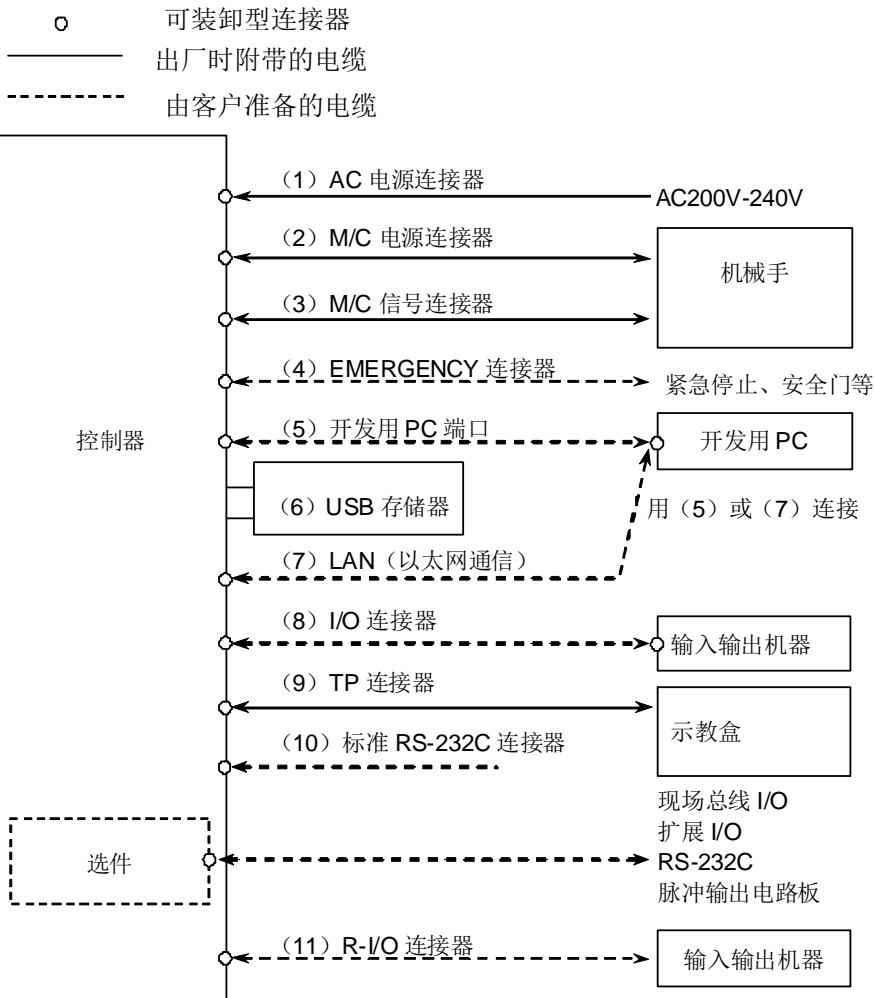 可装卸型连接器
出厂时附带的电缆
由客户准备的电缆
（1）AC 电源连接器
AC200V-240V
（2）M/C 电源连接器
机械手
（3）M/C 信号连接器
（4）EMERGENCY 连接器
紧急停止、安全门等
控制器
（5）开发用 PC 端口
开发用 PC
（6）USB 存储器
用（5）或（7）连接
（7）LAN（以太网通信）
（8）I/O 连接器
输入输出机器
（9）TP 连接器
示教盒
（10）标准 RS-232C 连接器
现场总线 I/O
扩展 I/O
RS-232C
脉冲输出电路板
选件
（11）R-I/O 连接器
输入输出机器